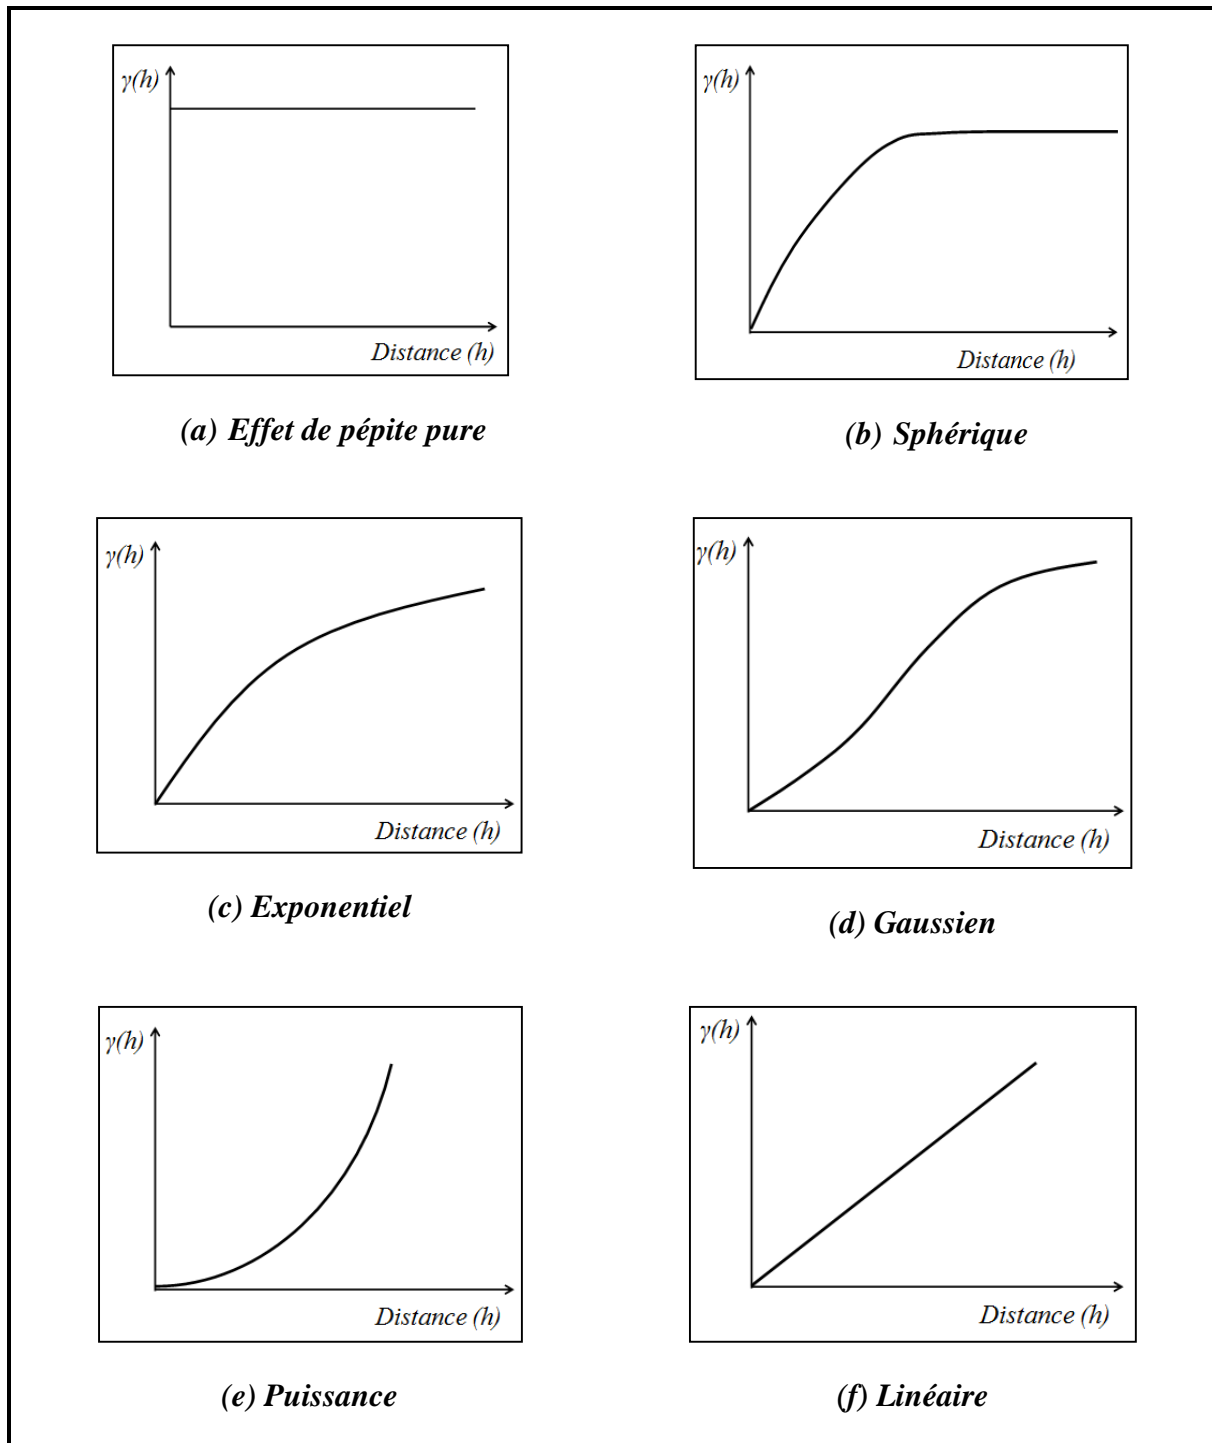 γ(h)
Distance (h)
(a) Effet de pépite pure
γ(h)
Distance (h)
(b) Sphérique
γ(h)
Distance (h)
(c) Exponentiel
γ(h)
Distance (h)
(d) Gaussien
γ(h)
Distance (h)
(e) Puissance
γ(h)
Distance (h)
(f) Linéaire